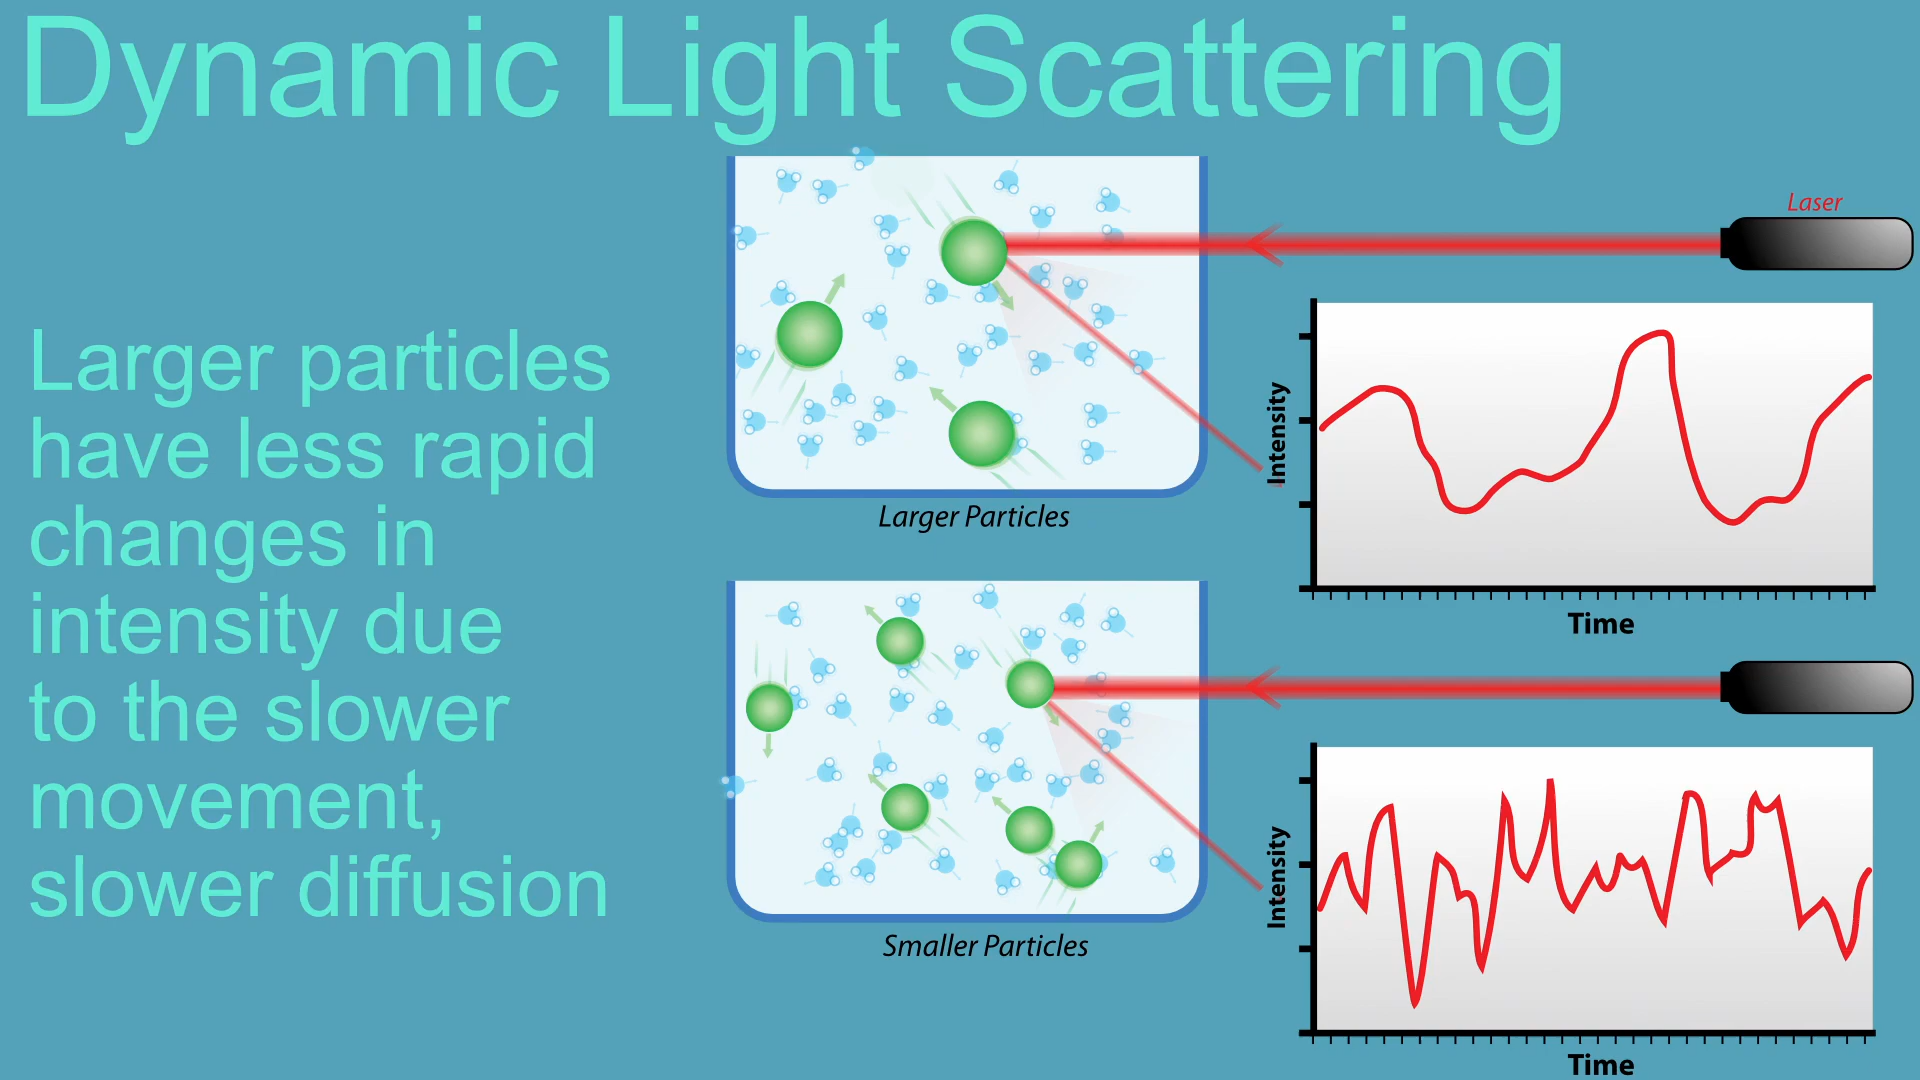 Dynamic Light Scattering
Laser
Larger particles
have less rapid
changes in
intensity due
to the slower
movement,
slower diffusion
Intensity
Time
Larger Particles
Intensity
Time
Smaller Particles